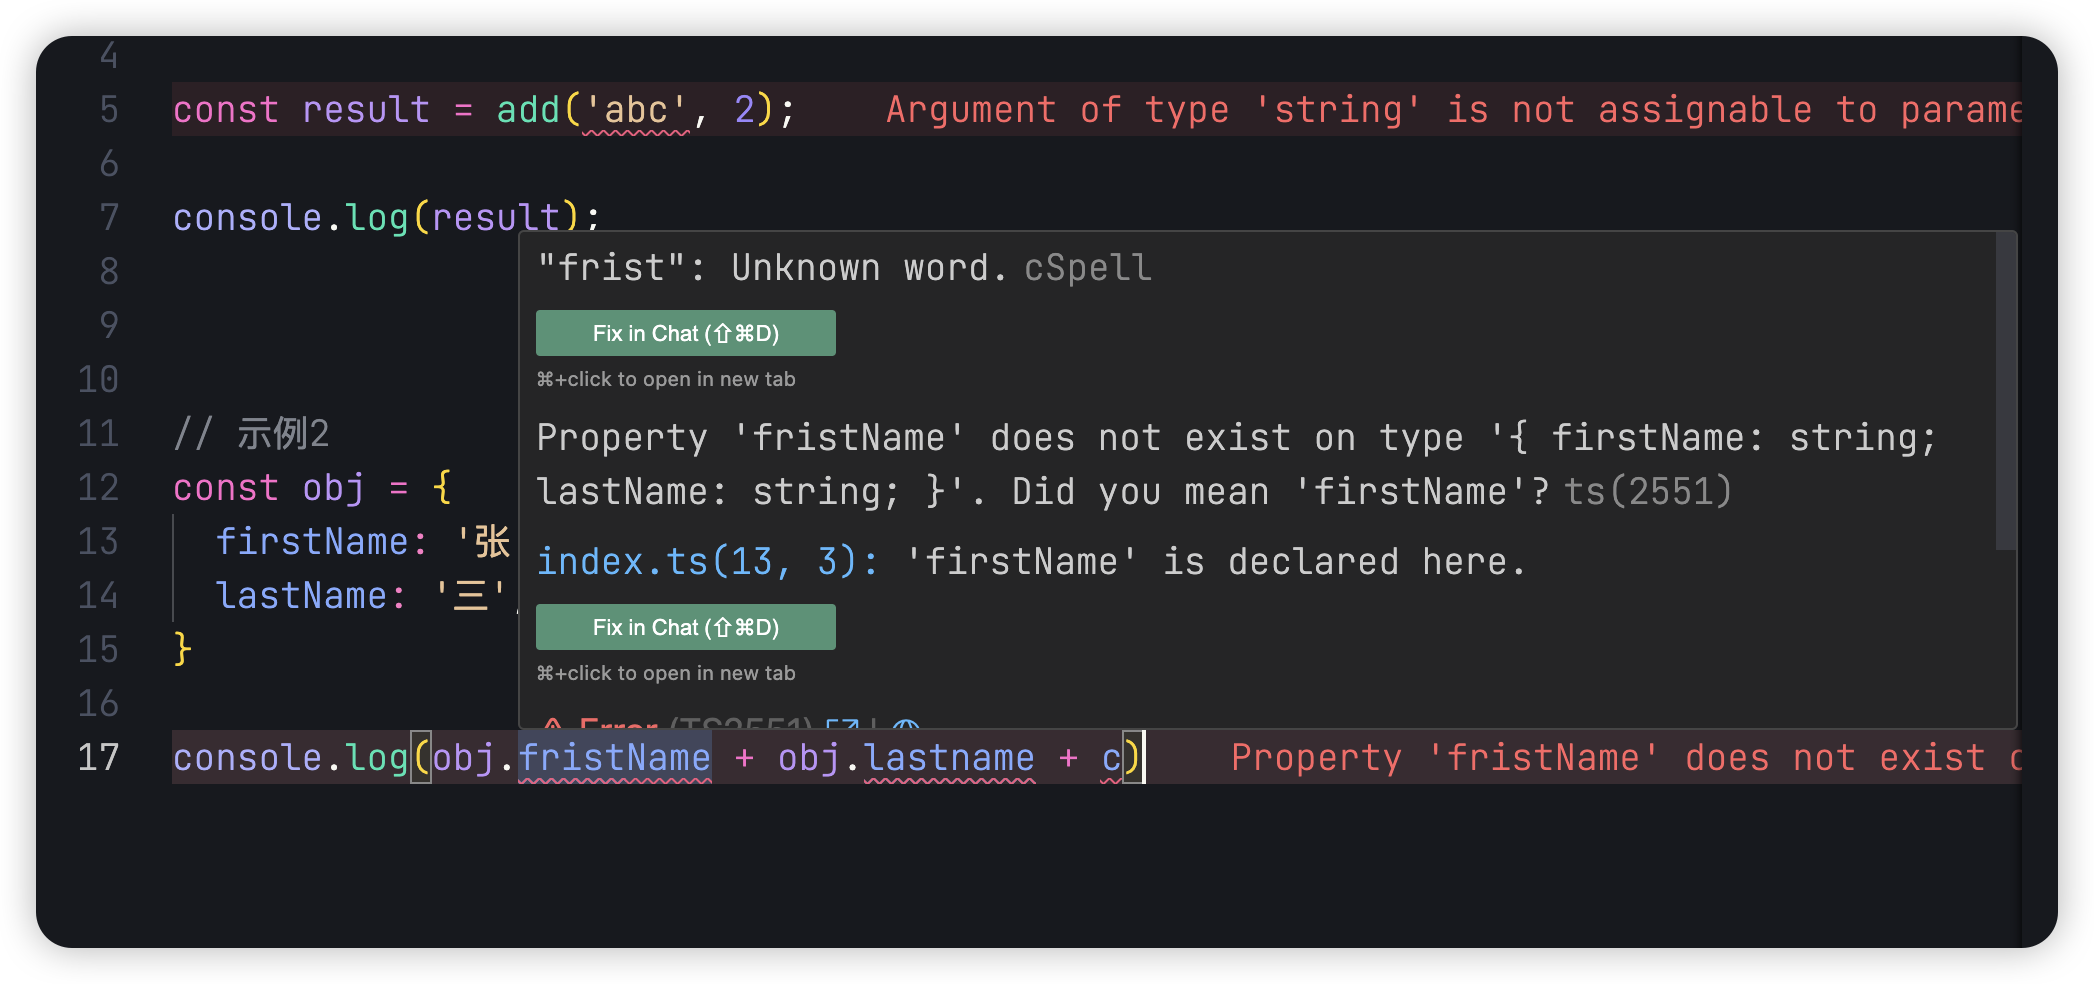 4
5 const result = add('abc', 2); Argument of type 'string' is not assignable to parame
6
7 console.log(result);
8
9
10
11 // 示例2
12 const obj = {
13 firstName: '张
14 lastName: '三',
15 }
16
"frist": Unknown word. cSpell
Fix in Chat (⇧⌘D)
⌘+click to open in new tab
Property 'fristName' does not exist on type '{ firstName: string;
lastName: string; }'. Did you mean 'firstName'? ts(2551)
index.ts(13, 3): 'firstName' is declared here.
Fix in Chat (⇧⌘D)
⌘+click to open in new tab
Error (TS2551) |
17 console.log(obj.fristName + obj.lastname + c) Property 'fristName' does not exist o